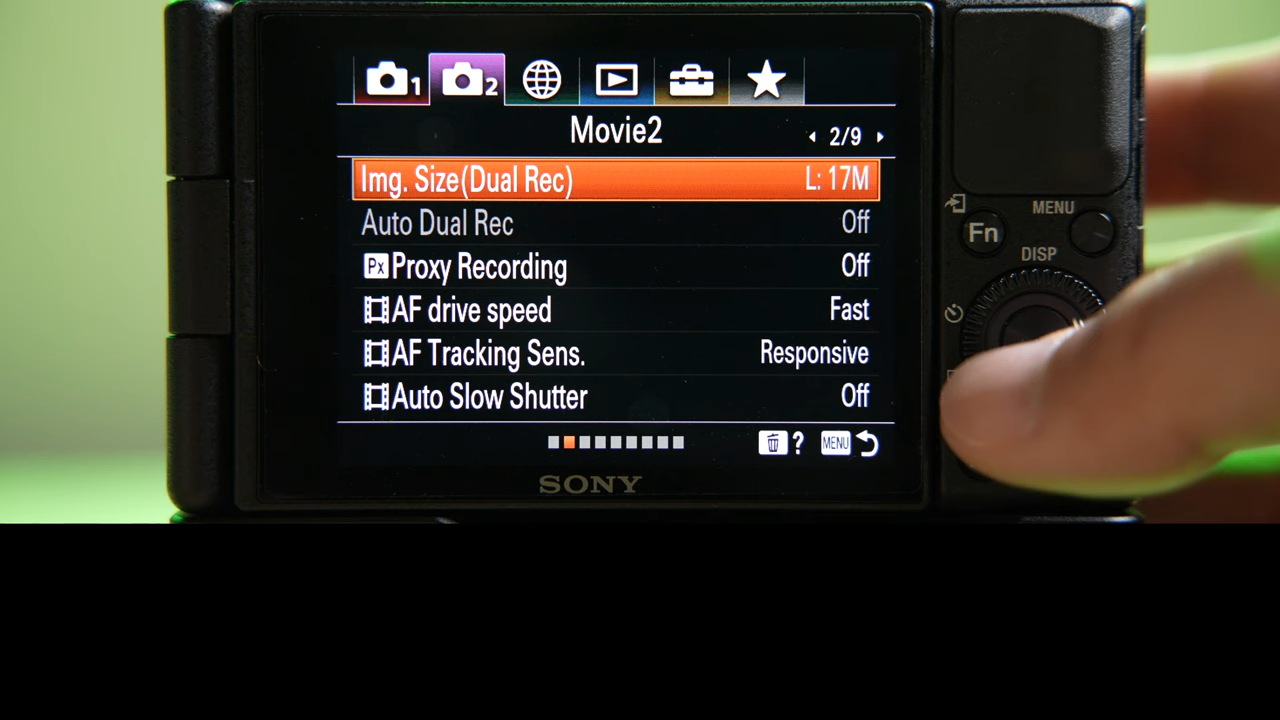 1
2
Movie2
2/9
Img. Size(Dual Rec) L: 17M
Auto Dual Rec Off
Px Proxy Recording Off
AF drive speed Fast
AF Tracking Sens. Responsive
Auto Slow Shutter Off
? MENU
SONY
MENU
Fn
DISP